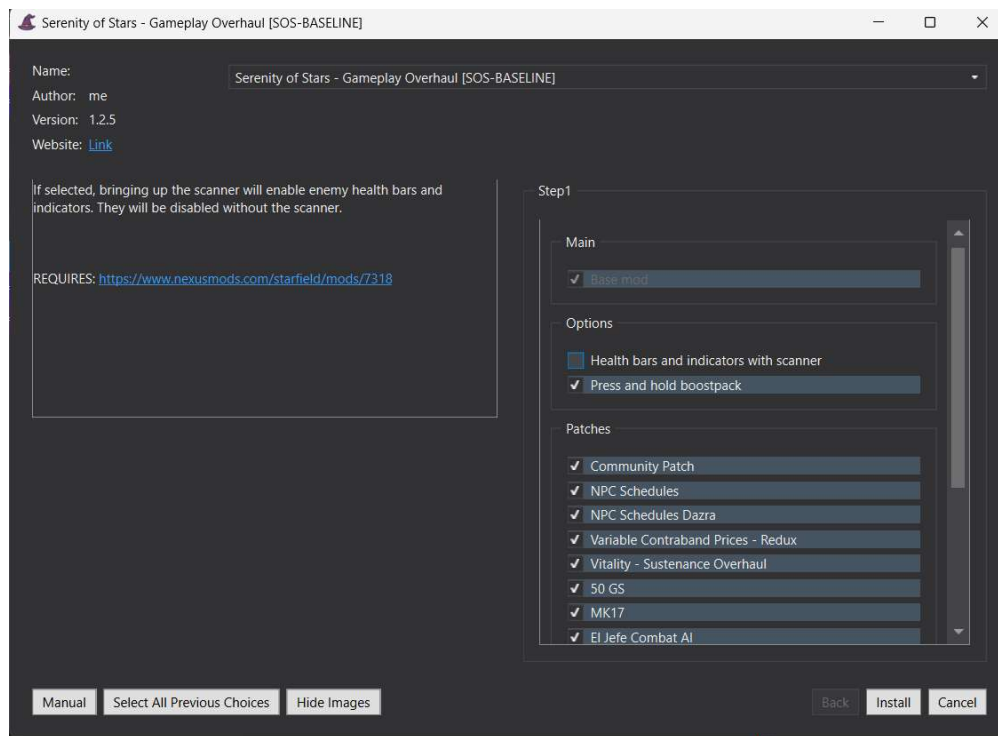 Serenity of Stars - Gameplay Overhaul [SOS-BASELINE]
Name:
Serenity of Stars - Gameplay Overhaul [SOS-BASELINE]
Author: me
Version: 1.2.5
Website: Link
If selected, bringing up the scanner will enable enemy health bars and
indicators. They will be disabled without the scanner.
REQUIRES: https://www.nexusmods.com/starfield/mods/7318
Step1
Main
Base mod
Options
Health bars and indicators with scanner
Press and hold boostpack
Patches
Community Patch
NPC Schedules
NPC Schedules Dazra
Variable Contraband Prices - Redux
Vitality - Sustenance Overhaul
50 GS
MK17
El Jefe Combat AI
Manual
Select All Previous Choices
Hide Images
Back
Install
Cancel